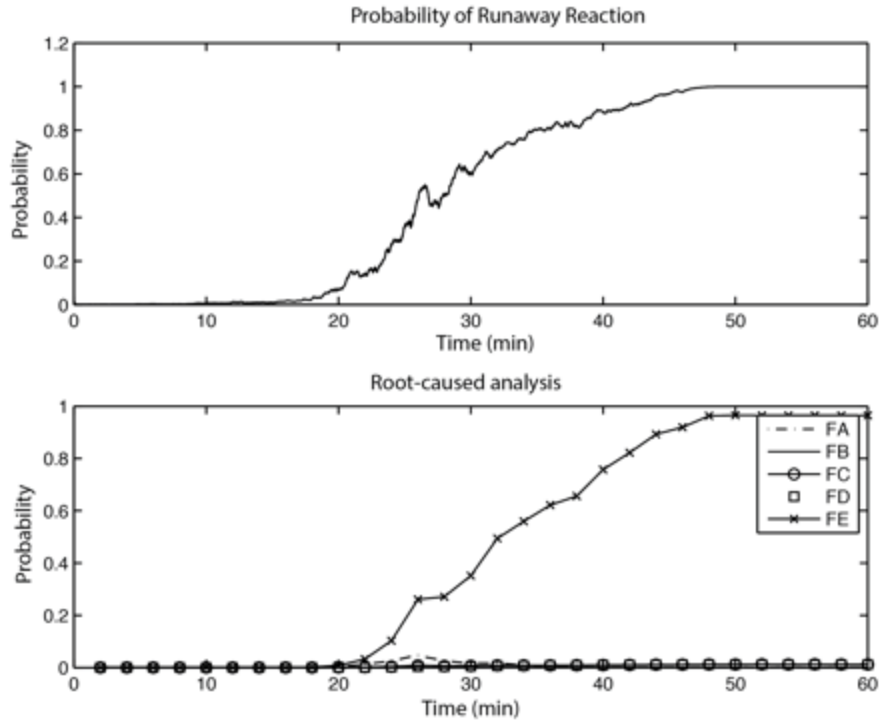 Probability of Runaway Reaction
1.2
1
0.8
0.6
0.4
0.2
0
Probability
0 10 20 30 40 50 60
Time (min)
Root-caused analysis
1
0.8
0.6
0.4
0.2
0
Probability
FA
FB
FC
FD
FE
0 10 20 30 40 50 60
Time (min)